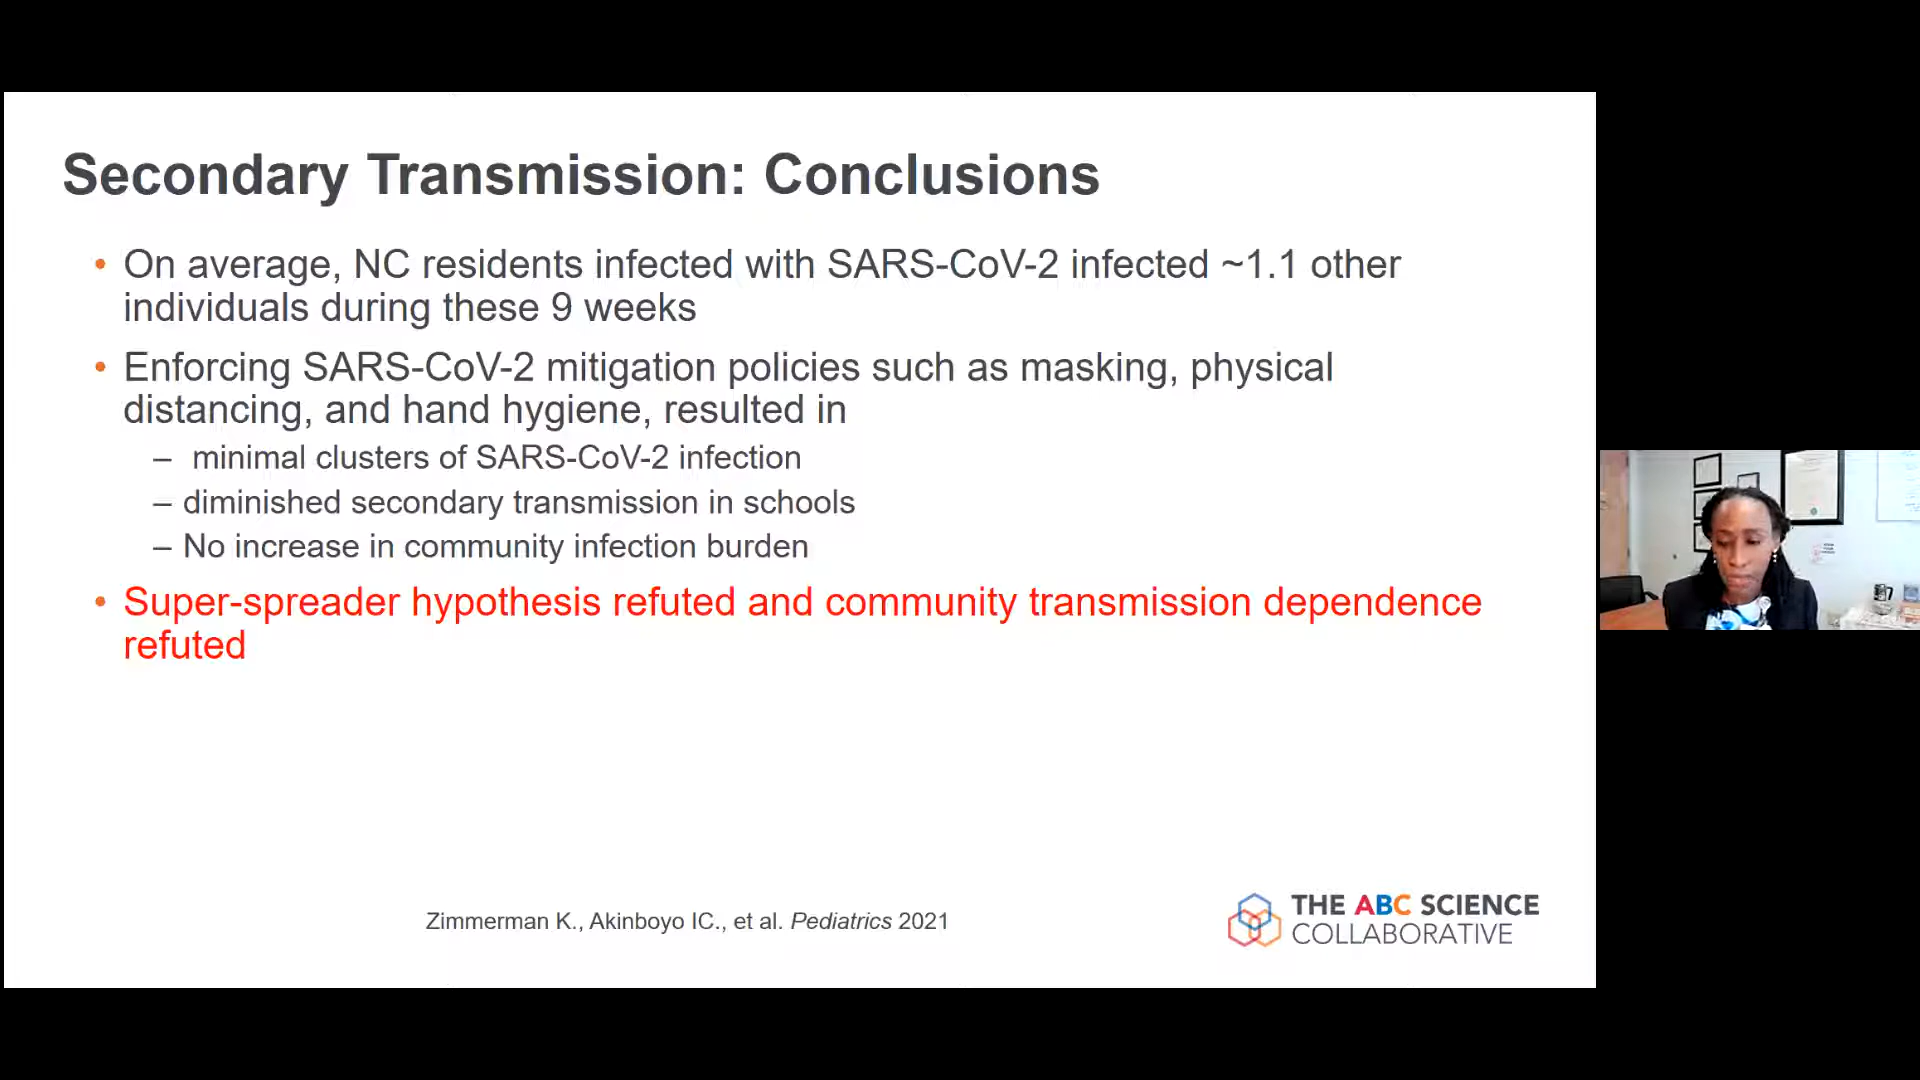 Secondary Transmission: Conclusions
• On average, NC residents infected with SARS-CoV-2 infected ~1.1 other
individuals during these 9 weeks
• Enforcing SARS-CoV-2 mitigation policies such as masking, physical
distancing, and hand hygiene, resulted in
– minimal clusters of SARS-CoV-2 infection
– diminished secondary transmission in schools
– No increase in community infection burden
• Super-spreader hypothesis refuted and community transmission dependence
refuted
Zimmerman K., Akinboyo IC., et al. Pediatrics 2021
THE ABC SCIENCE
COLLABORATIVE